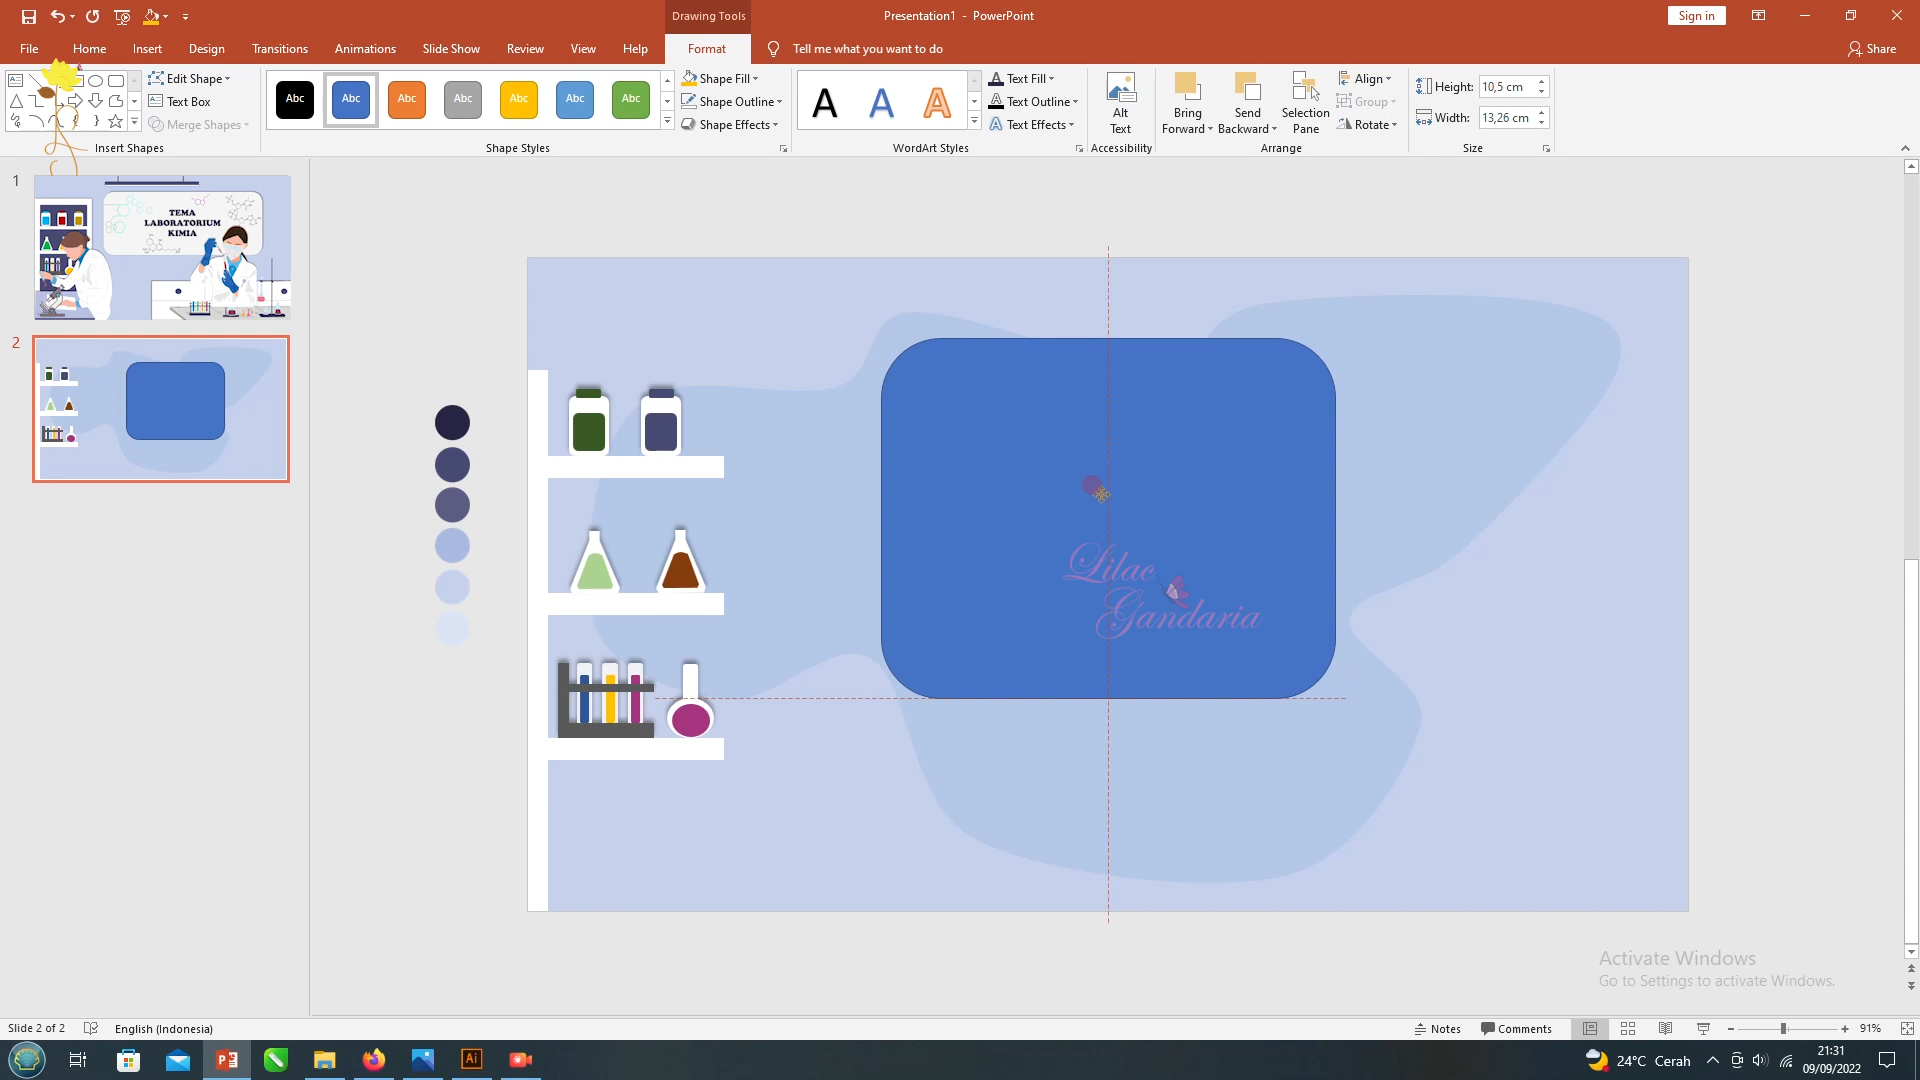 Drawing Tools
Presentation1 - PowerPoint
Sign in
File
Home
Insert
Design
Transitions
Animations
Slide Show
Review
View
Help
Format
Tell me what you want to do
Share
Edit Shape
Text Box
Merge Shapes
Insert Shapes
Abc
Abc
Abc
Abc
Abc
Abc
Abc
Shape Styles
Shape Fill
Shape Outline
Shape Effects
A
A
A
WordArt Styles
Text Fill
Text Outline
Text Effects
Alt
Text
Accessibility
Bring
Forward
Send
Backward
Selection
Pane
Align
Group
Rotate
Arrange
Height:
10,5 cm
Width:
13,26 cm
Size
1
TEMA
LABORATORIUM
KIMIA
2
Lilac
Gandaria
Activate Windows
Go to Settings to activate Windows.
Slide 2 of 2
English (Indonesia)
Notes
Comments
91%
Ai
24°C Cerah
21:31
09/09/2022